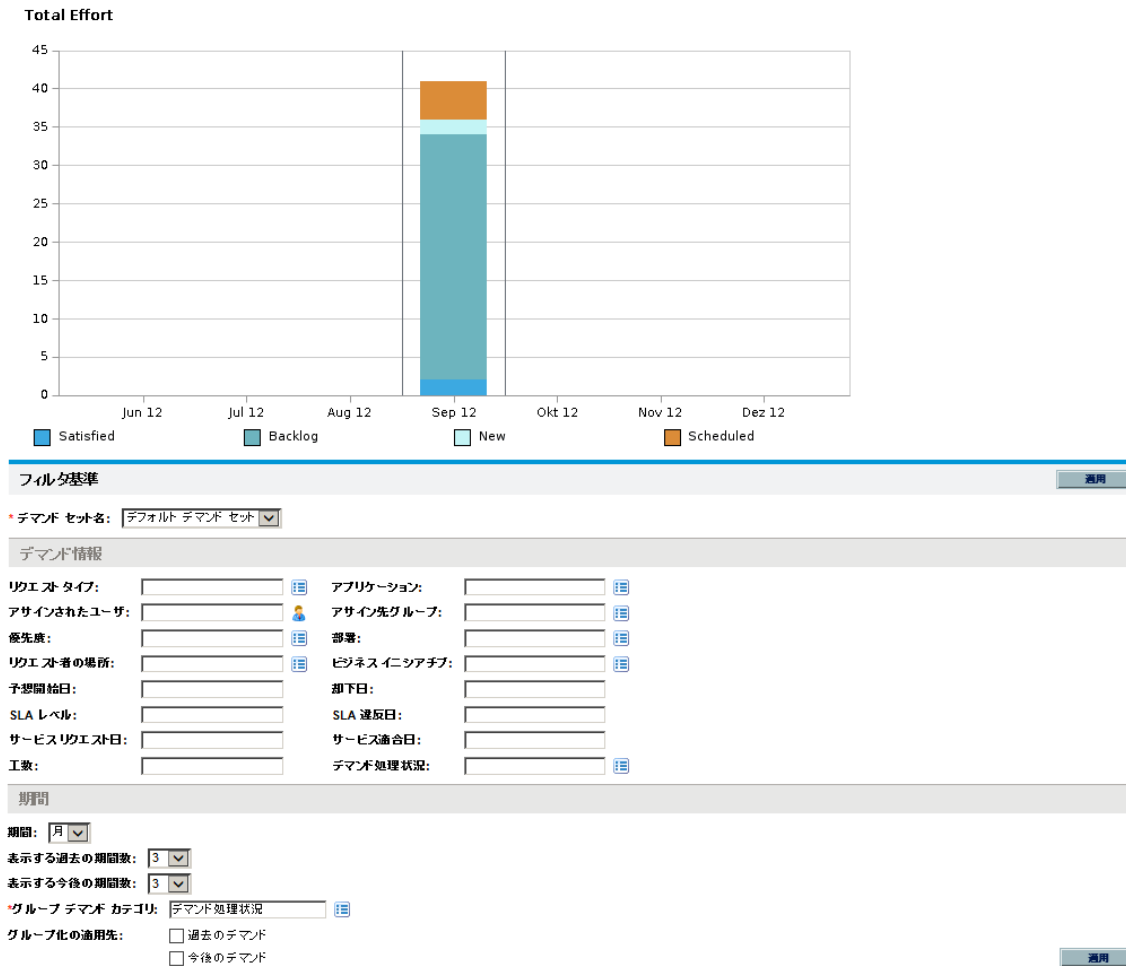 Total Effort
45
40
35
30
25
20
15
10
5
0
Jun 12 Jul 12 Aug 12 Sep 12 Okt 12 Nov 12 Dez 12
Satisfied Backlog New Scheduled
フィルタ基準 適用
*デマンド セット名: デフォルト デマンド セット
デマンド情報
リクエスト タイプ: アプリケーション:
アサインされたユーザ: アサイン先グループ:
優先度: 部署:
リクエスト者の場所: ビジネス イニシアチブ:
予想開始日: 却下日:
SLA レベル: SLA 違反日:
サービス リクエスト日: サービス適合日:
工数: デマンド処理状況:
期間
期間: 月
表示する過去の期間数: 3
表示する今後の期間数: 3
*グループ デマンド カテゴリ: デマンド処理状況
グループ化の適用先: 過去のデマンド
今後のデマンド 適用